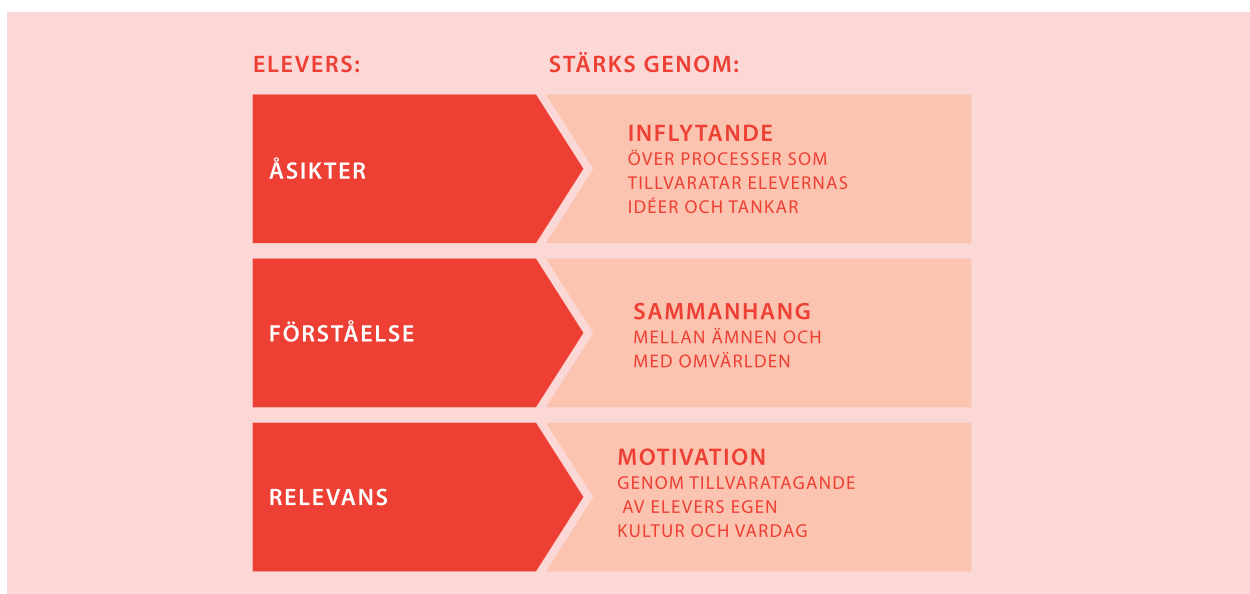 ELEVERS:
STÄRKS GENOM:
ÅSIKTER
INFLYTANDE
ÖVER PROCESSER SOM
TILLVARATAR ELEVERNAS
IDÉER OCH TANKAR
FÖRSTÅELSE
SAMMANHANG
MELLAN ÄMNEN OCH
MED OMVÄRLDEN
RELEVANS
MOTIVATION
GENOM TILLVARATAGANDE
AV ELEVERS EGEN
KULTUR OCH VARDAG